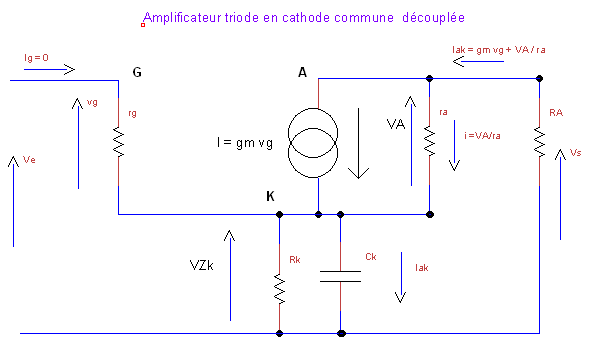 Amplificateur triode en cathode commune découplée
Iak = gm vg + VA / ra
Ig = 0
G
A
vg
rg
I = gm vg
VA
ra
i =VA/ra
RA
Ve
Vs
K
VZk
Rk
Ck
Iak